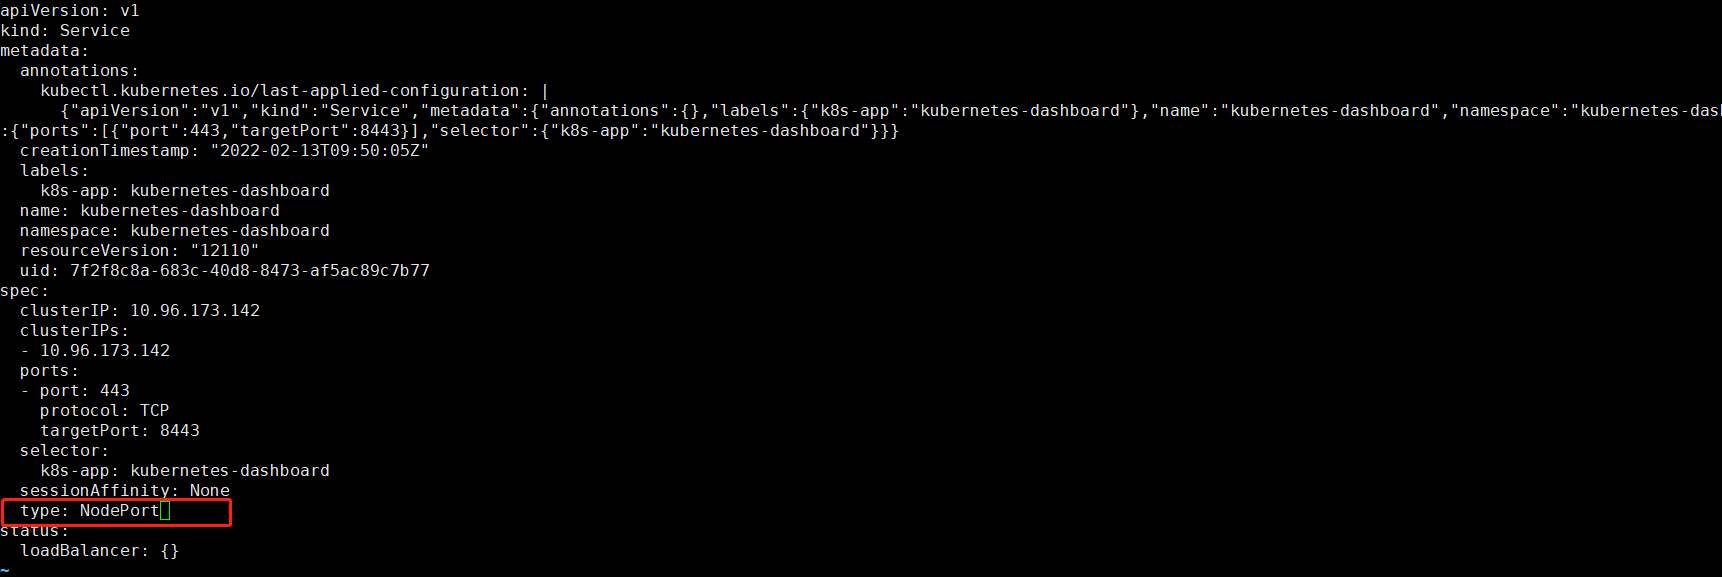 apiVersion: v1
kind: Service
metadata:
  annotations:
    kubectl.kubernetes.io/last-applied-configuration: |
      {"apiVersion":"v1","kind":"Service","metadata":{"annotations":{},"labels":{"k8s-app":"kubernetes-dashboard"},"name":"kubernetes-dashboard","namespace":"kubernetes-das
:{"ports":[{"port":443,"targetPort":8443}],"selector":{"k8s-app":"kubernetes-dashboard"}}}
  creationTimestamp: "2022-02-13T09:50:05Z"
  labels:
    k8s-app: kubernetes-dashboard
  name: kubernetes-dashboard
  namespace: kubernetes-dashboard
  resourceVersion: "12110"
  uid: 7f2f8c8a-683c-40d8-8473-af5ac89c7b77
spec:
  clusterIP: 10.96.173.142
  clusterIPs:
  - 10.96.173.142
  ports:
  - port: 443
    protocol: TCP
    targetPort: 8443
  selector:
    k8s-app: kubernetes-dashboard
  sessionAffinity: None
  type: NodePort
status:
  loadBalancer: {}
~